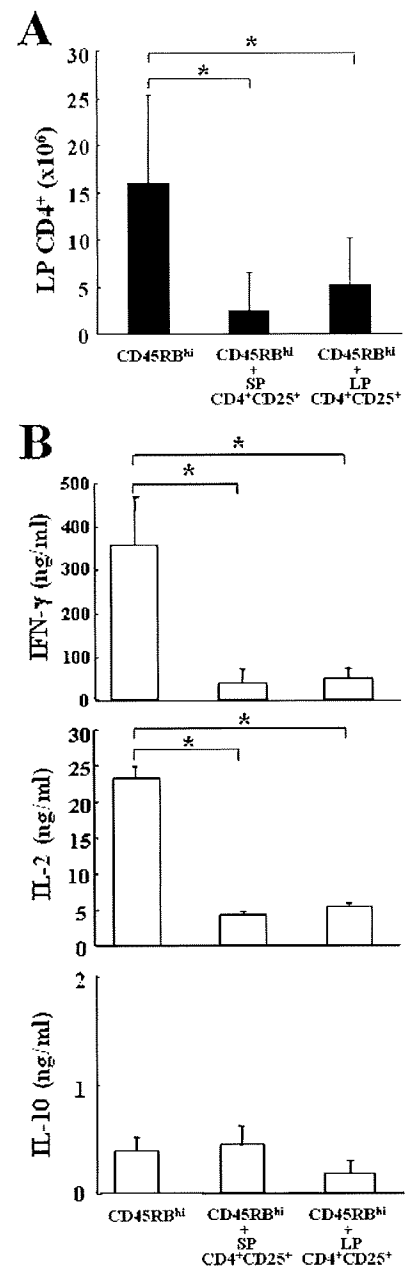 A
*
*
LP CD4⁺ (x10⁶)
30
25
20
15
10
5
0
CD45RBʰⁱ
CD45RBʰⁱ
+
SP
CD4⁺CD25⁺
CD45RBʰⁱ
+
LP
CD4⁺CD25⁺
B
*
*
IFN-γ (ng/ml)
500
400
300
200
100
0
*
*
IL-2 (ng/ml)
30
25
20
15
10
5
0
IL-10 (ng/ml)
2
1
0
CD45RBʰⁱ
CD45RBʰⁱ
+
SP
CD4⁺CD25⁺
CD45RBʰⁱ
+
LP
CD4⁺CD25⁺